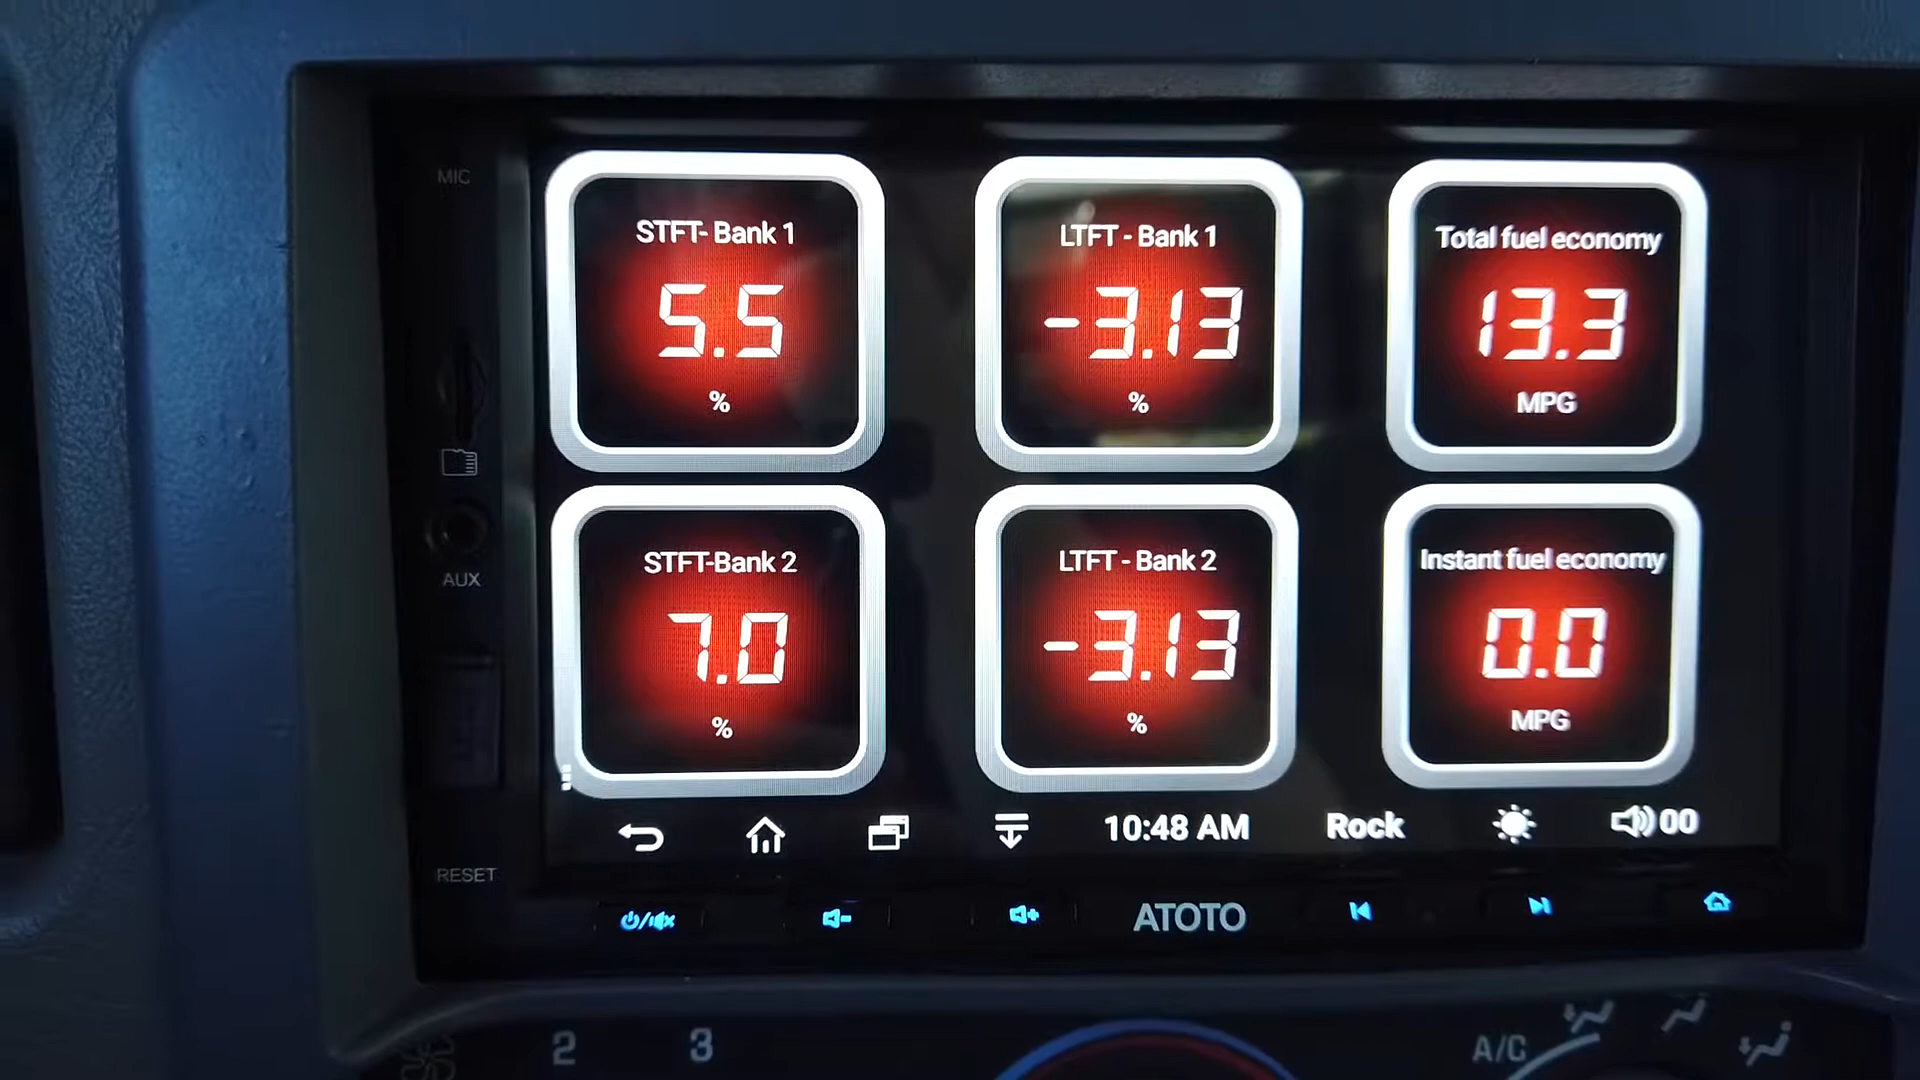 MIC
STFT- Bank 1
5.5
%
LTFT - Bank 1
-3.13
%
Total fuel economy
13.3
MPG
AUX
STFT-Bank 2
7.0
%
LTFT - Bank 2
-3.13
%
Instant fuel economy
0.0
MPG
10:48 AM
Rock
00
RESET
ATOTO
2
3
A/C